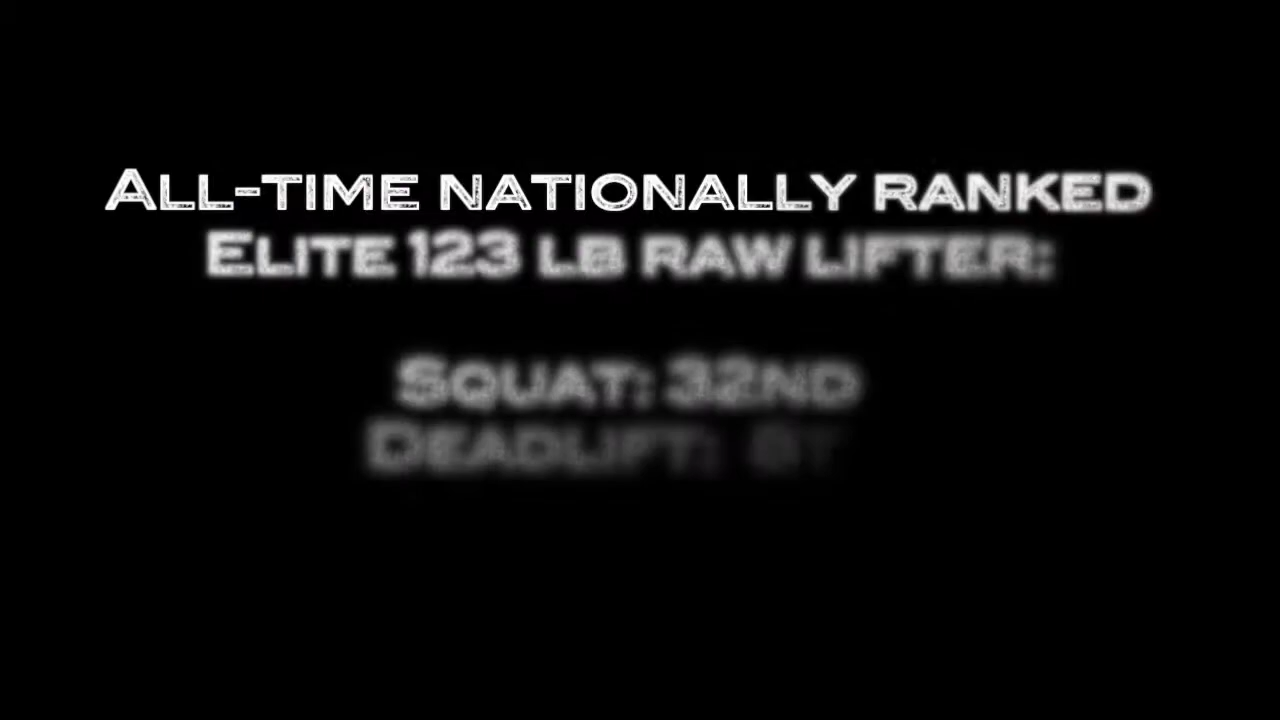 All-time nationally ranked
Elite 123 lb raw lifter:
Squat: 32nd
Deadlift: